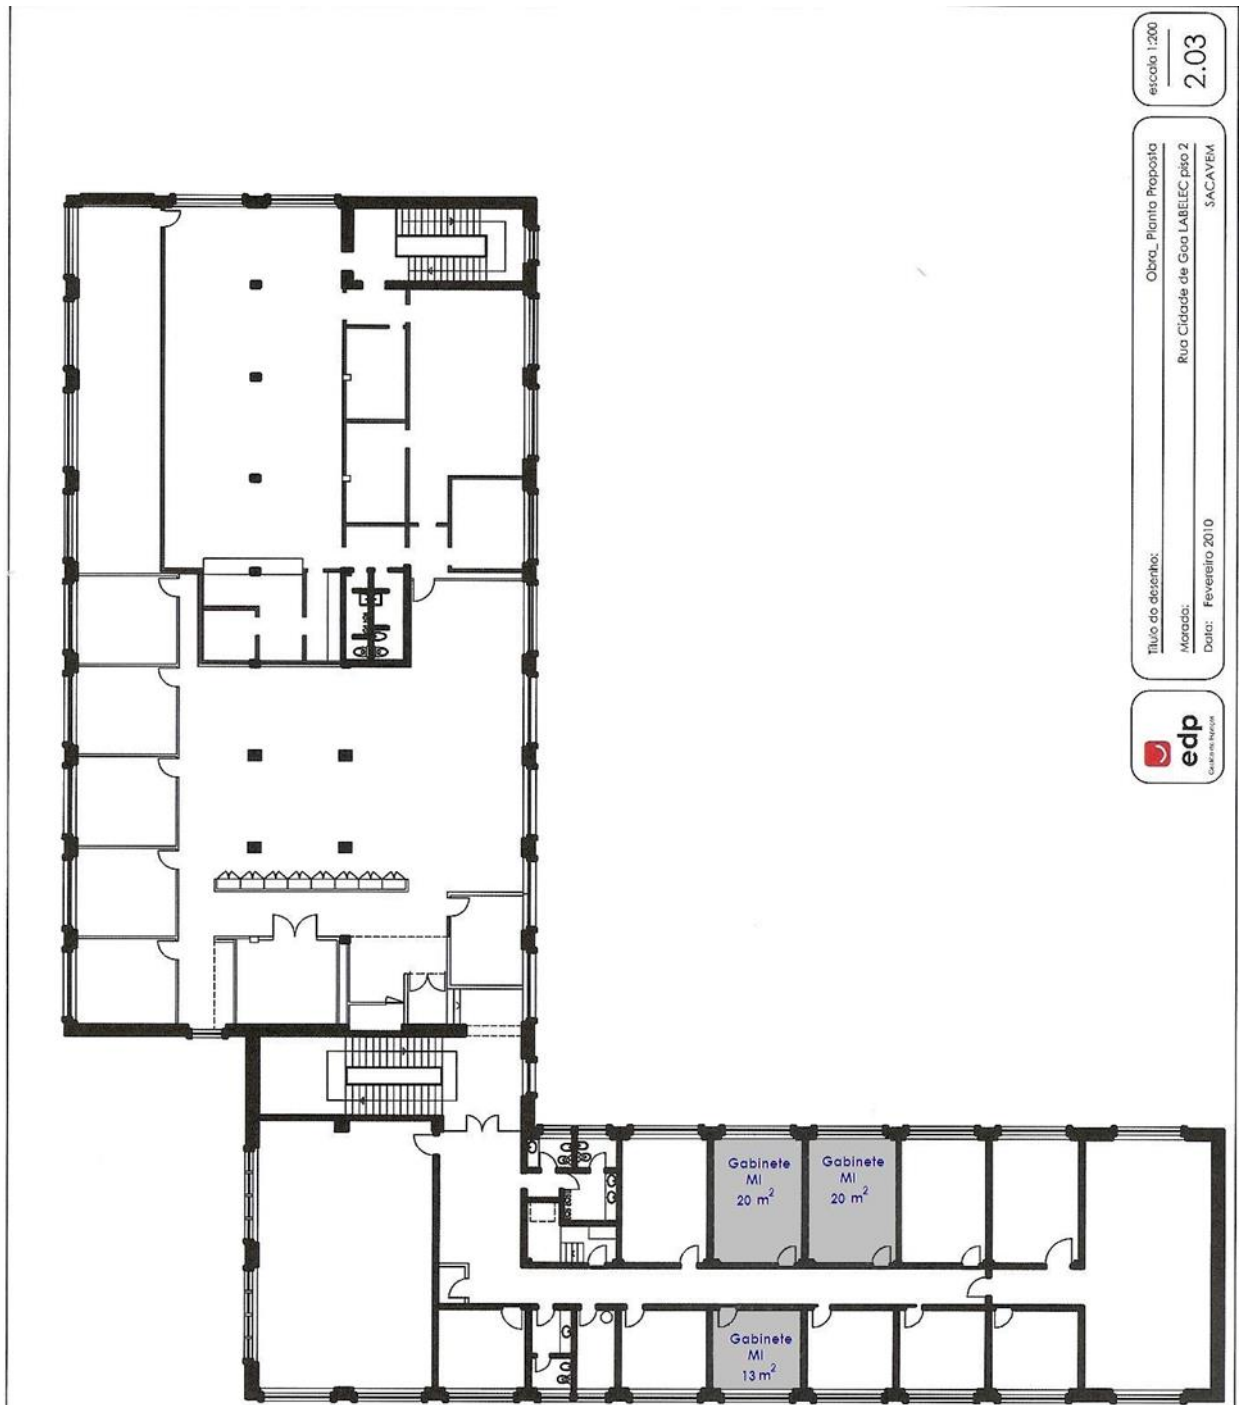 escala 1:200
2.03
Título do desenho: Obra_ Planta Proposta
Morada: Rua Cidade de Goa LABELEC piso 2
Data: Fevereiro 2010 SACAVEM
edp
Gabinete
MI
20 m²
Gabinete
MI
20 m²
Gabinete
MI
13 m²